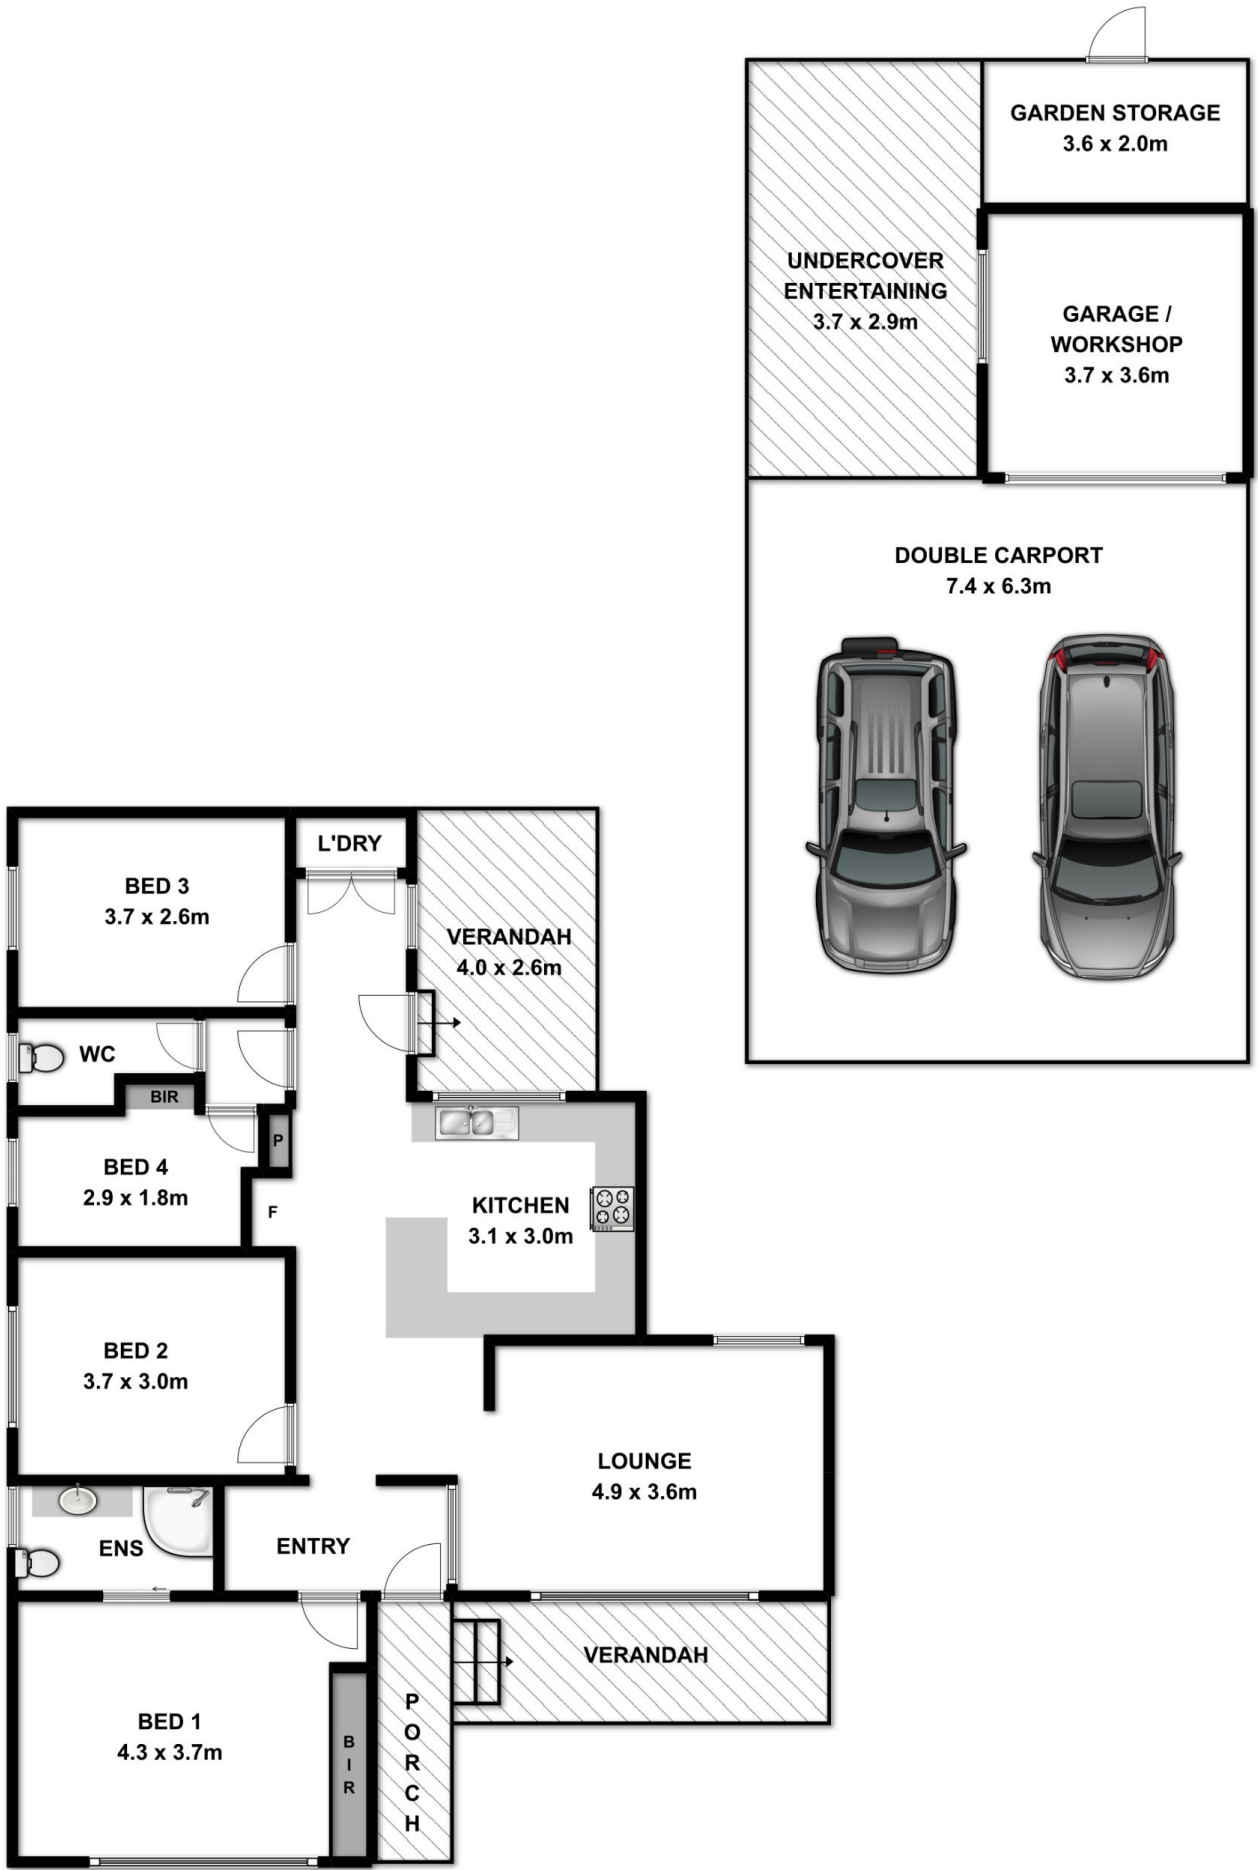 GARDEN STORAGE
3.6 x 2.0m
UNDERCOVER
ENTERTAINING
3.7 x 2.9m
GARAGE /
WORKSHOP
3.7 x 3.6m
DOUBLE CARPORT
7.4 x 6.3m
L'DRY
BED 3
3.7 x 2.6m
VERANDAH
4.0 x 2.6m
WC
BIR
P
BED 4
2.9 x 1.8m
F
KITCHEN
3.1 x 3.0m
BED 2
3.7 x 3.0m
LOUNGE
4.9 x 3.6m
ENS
ENTRY
VERANDAH
PORCH
BED 1
4.3 x 3.7m
BIR